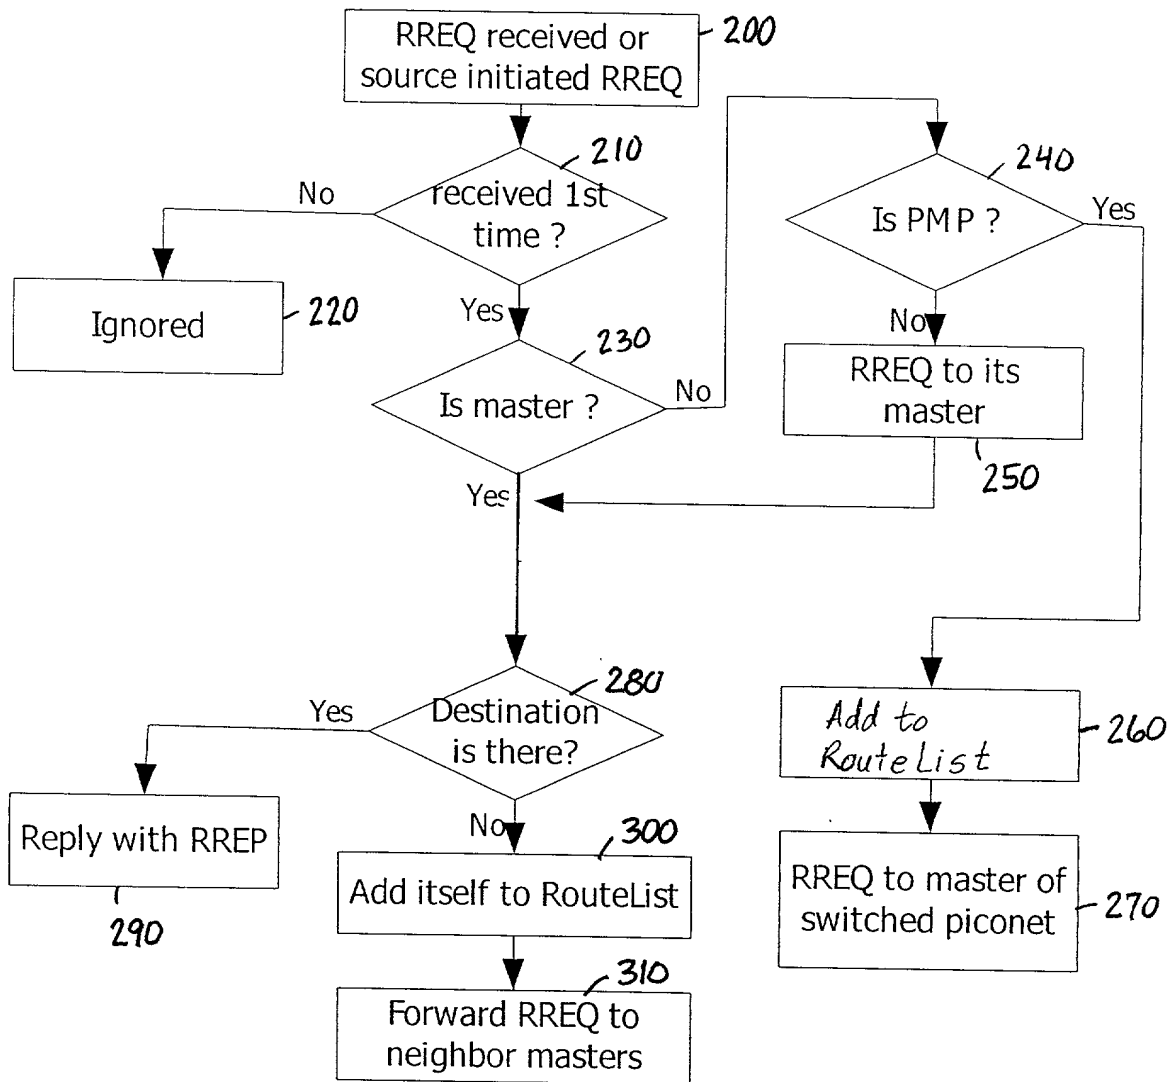 RREQ received or
source initiated RREQ
200
210
received 1st
time ?
No
Yes
Ignored
220
230
Is master ?
No
Yes
240
Is PMP ?
Yes
No
RREQ to its
master
250
280
Destination
is there?
Yes
No
Reply with RREP
290
300
Add itself to RouteList
310
Forward RREQ to
neighbor masters
Add to
RouteList
260
RREQ to master of
switched piconet
270